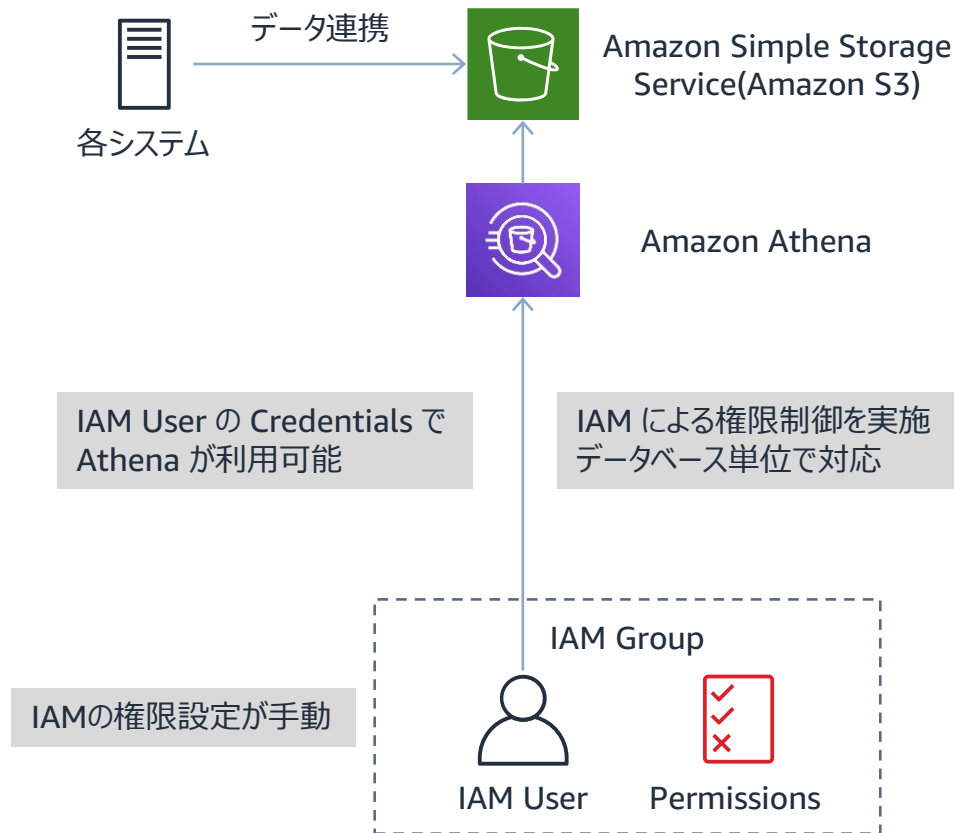 データ連携
Amazon Simple Storage
Service(Amazon S3)
各システム
Amazon Athena
IAM User の Credentials で
Athena が利用可能
IAM による権限制御を実施
データベース単位で対応
IAM Group
IAMの権限設定が手動
IAM User
Permissions